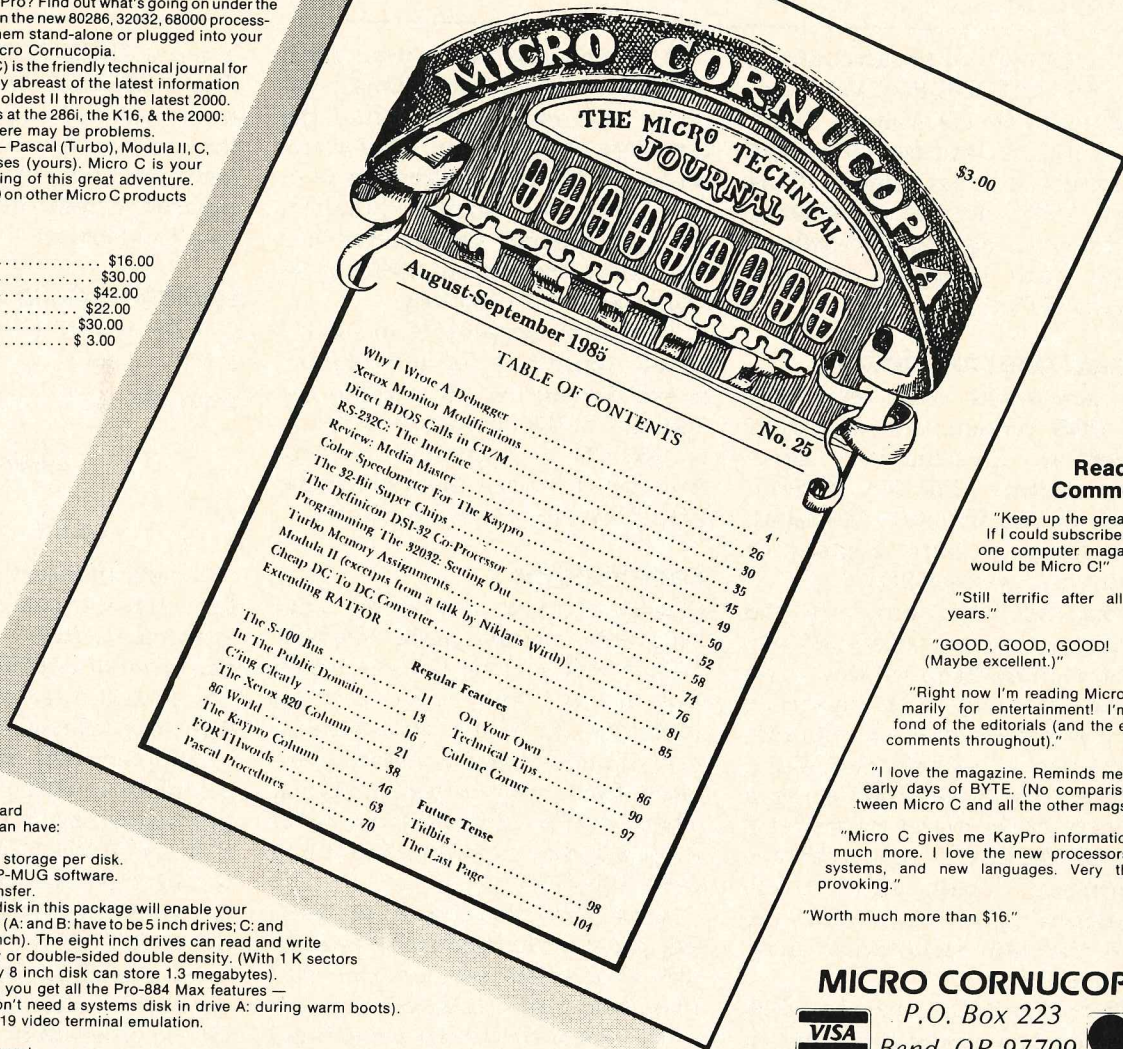 Pro? Find out what's going on under the
n the new 80286, 32032, 68000 process-
em stand-alone or plugged into your
cro Cornucopia.
C) is the friendly technical journal for
y abreast of the latest information
oldest II through the latest 2000.
s at the 286i, the K16, & the 2000:
ere may be problems.
– Pascal (Turbo), Modula II, C,
ses (yours). Micro C is your
ing of this great adventure.
on other Micro C products
$16.00
$30.00
$42.00
$22.00
$30.00
$ 3.00
ard
an have:
storage per disk.
P-MUG software.
nsfer.
disk in this package will enable your
(A: and B: have to be 5 inch drives; C: and
nch). The eight inch drives can read and write
or double-sided double density. (With 1 K sectors
y 8 inch disk can store 1.3 megabytes).
you get all the Pro-884 Max features —
on't need a systems disk in drive A: during warm boots).
19 video terminal emulation.
MICRO CORNUCOPIA
THE MICRO TECHNICAL
JOURNAL
$3.00
August-September 1985
No. 25
TABLE OF CONTENTS
Why I Wrote A Debugger 4
Xerox Monitor Modifications 26
Direct BDOS Calls in CP/M 30
RS-232C: The Interface 35
Review: Media Master 45
Color Speedometer For The Kaypro 49
The 32-Bit Super Chips 50
The Definicon DSI-32 Co-Processor 52
Programming The 32032: Setting Out 58
Turbo Memory Assignments 74
Modula II (excerpts from a talk by Niklaus Wirth) 76
Cheap DC To DC Converter 81
Extending RATFOR 85
Regular Features
The S-100 Bus 11
In The Public Domain 13
C'ing Clearly 16
The Xerox 820 Column 21
86 World 38
The Kaypro Column 46
FORTHwords 63
Pascal Procedures 70
On Your Own 86
Technical Tips 90
Culture Corner 97
Future Tense
Tidbits 98
The Last Page 104
Read
Comm
"Keep up the grea
If I could subscribe
one computer maga
would be Micro C!"
"Still terrific after all
years."
"GOOD, GOOD, GOOD!
(Maybe excellent.)"
"Right now I'm reading Micro
marily for entertainment! I'm
fond of the editorials (and the e
comments throughout)."
"I love the magazine. Reminds me
early days of BYTE. (No comparis
tween Micro C and all the other mags
"Micro C gives me KayPro informatio
much more. I love the new processors
systems, and new languages. Very th
provoking."
"Worth much more than $16."
MICRO CORNUCOP
P.O. Box 223
VISA
Bend, OR 97709